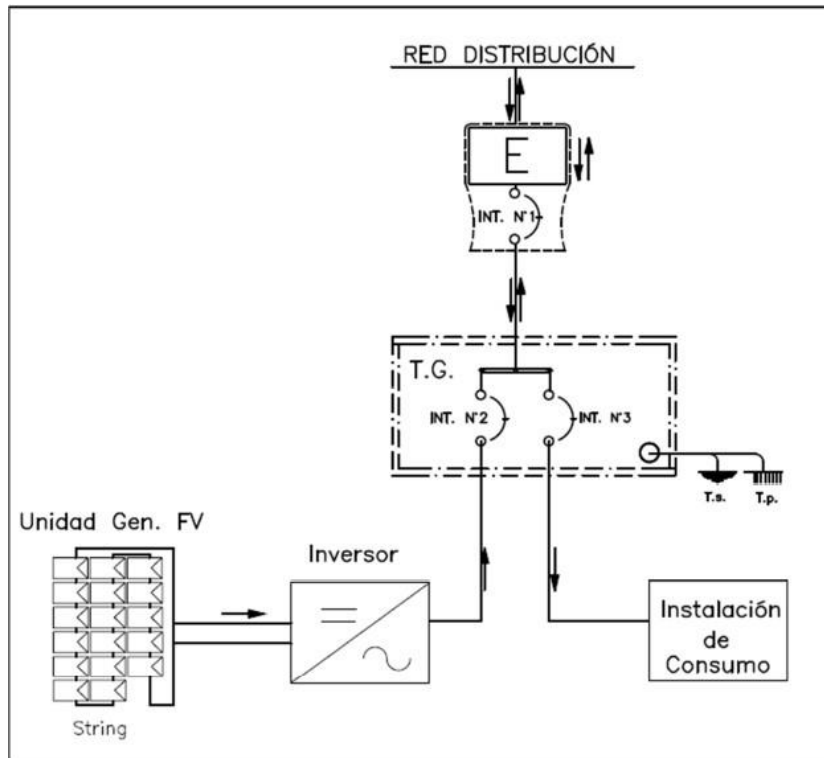 RED DISTRIBUCIÓN
E
INT. N°1
T.G.
INT. N°2
INT. N°3
T.s.
T.p.
Unidad Gen. FV
Inversor
Instalación
de
Consumo
String